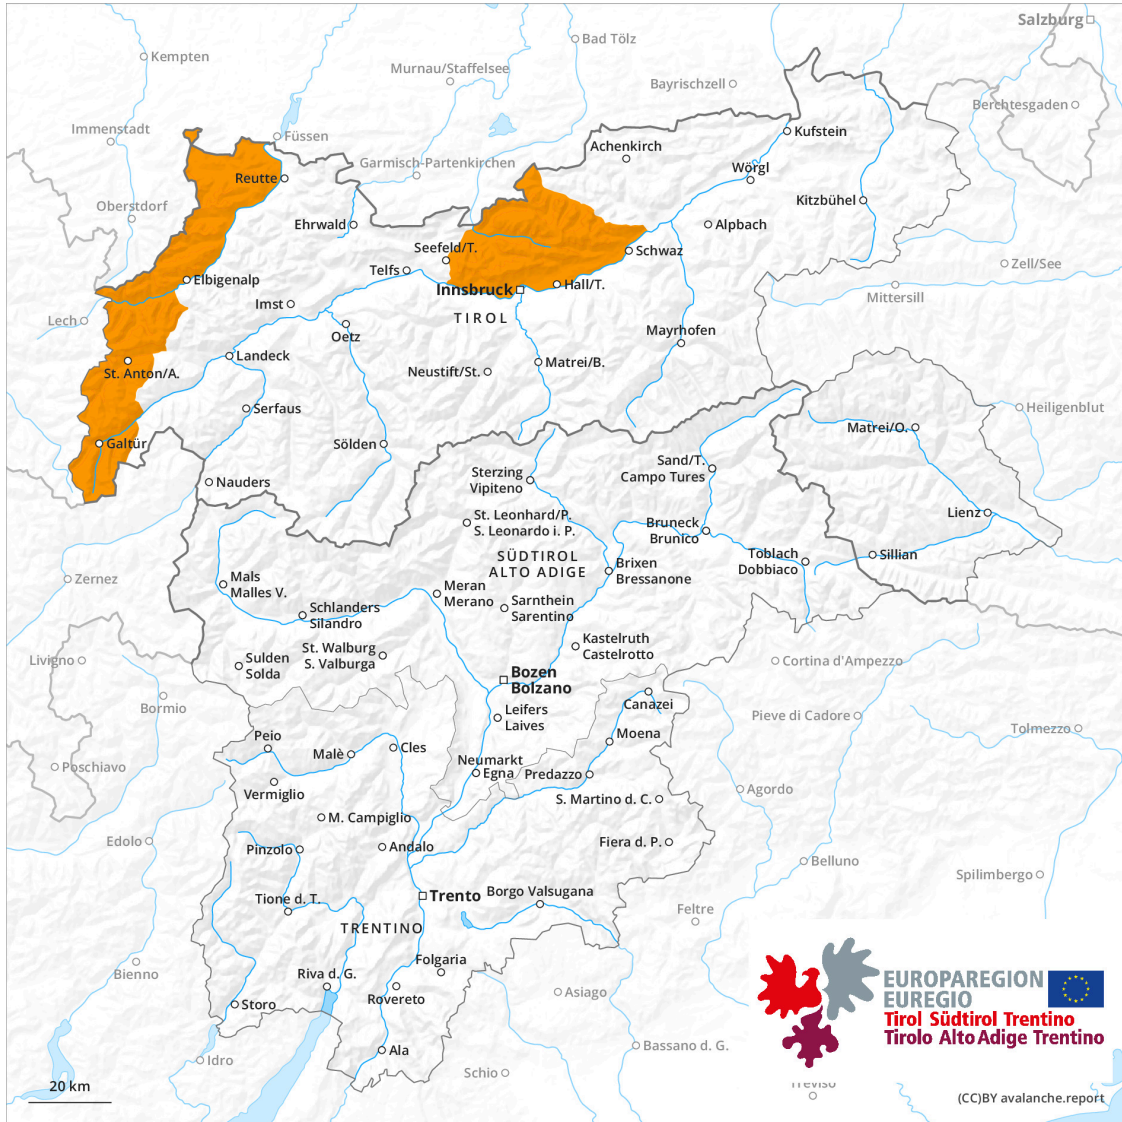 Salzburg
Bad Tölz
Kempten
Murnau/Staffelsee
Bayrischzell
Berchtesgaden
Immenstadt
Füssen
Kufstein
Achenkirch
Garmisch-Partenkirchen
Wörgl
Reutte
Kitzbühel
Oberstdorf
Ehrwald
Alpbach
Seefeld/T.
Schwaz
Telfs
Zell/See
Elbigenalp
Innsbruck
Hall/T.
Mittersill
Imst
Lech
TIROL
Oetz
Mayrhofen
Landeck
St. Anton/A.
Neustift/St.
Matrei/B.
Serfaus
Heiligenblut
Matrei/O.
Galtür
Sölden
Sand/T.
Campo Tures
Sterzing
Vipiteno
Nauders
Lienz
St. Leonhard/P.
S. Leonardo i. P.
Bruneck
Brunico
SÜDTIROL
ALTO ADIGE
Toblach
Dobbiaco
Sillian
Brixen
Bressanone
Zernez
Mals
Malles V.
Meran
Merano
Sarnthein
Sarentino
Schlanders
Silandro
Kastelruth
Castelrotto
St. Walburg
S. Valburga
Livigno
Sulden
Solda
Cortina d'Ampezzo
Bozen
Bolzano
Bormio
Canazei
Leifers
Laives
Pieve di Cadore
Tolmezzo
Moena
Peio
Malè
Cles
Poschiavo
Neumarkt
Egna
Predazzo
Vermiglio
Agordo
S. Martino d. C.
M. Campiglio
Edolo
Fiera d. P.
Pinzolo
Andalo
Belluno
Spilimbergo
Trento
Borgo Valsugana
Tione d. T.
Feltre
TRENTINO
Folgaria
Bienno
Riva d. G.
Asiago
Rovereto
Storo
EUROPAREGION
EUREGIO
Tirol Südtirol Trentino
Tirolo Alto Adige Trentino
Ala
Idro
Bassano d. G.
Schio
20 km
Treviso
(CC)BY avalanche.report